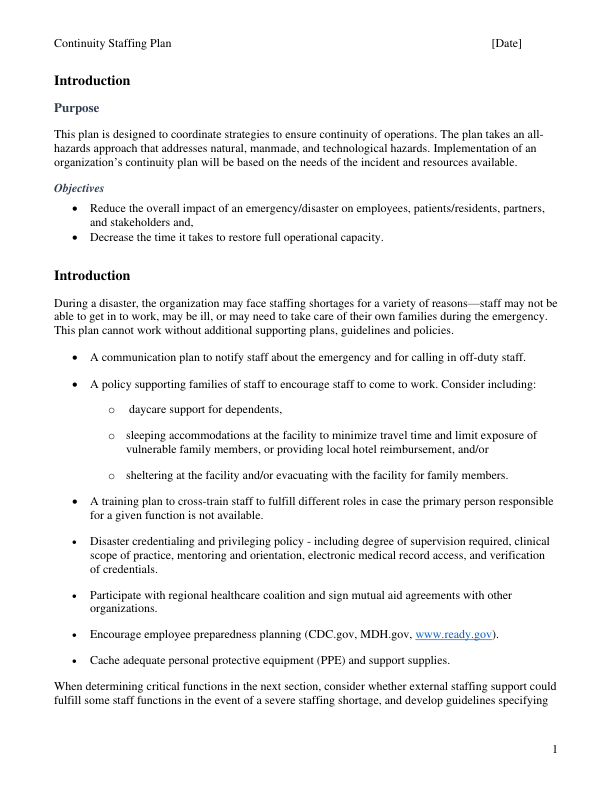 Continuity Staffing Plan [Date]
Introduction
Purpose
This plan is designed to coordinate strategies to ensure continuity of operations. The plan takes an all-
hazards approach that addresses natural, manmade, and technological hazards. Implementation of an
organization’s continuity plan will be based on the needs of the incident and resources available.
Objectives
• Reduce the overall impact of an emergency/disaster on employees, patients/residents, partners,
and stakeholders and,
• Decrease the time it takes to restore full operational capacity.
Introduction
During a disaster, the organization may face staffing shortages for a variety of reasons—staff may not be
able to get in to work, may be ill, or may need to take care of their own families during the emergency.
This plan cannot work without additional supporting plans, guidelines and policies.
• A communication plan to notify staff about the emergency and for calling in off-duty staff.
• A policy supporting families of staff to encourage staff to come to work. Consider including:
o daycare support for dependents,
o sleeping accommodations at the facility to minimize travel time and limit exposure of
vulnerable family members, or providing local hotel reimbursement, and/or
o sheltering at the facility and/or evacuating with the facility for family members.
• A training plan to cross-train staff to fulfill different roles in case the primary person responsible
for a given function is not available.
• Disaster credentialing and privileging policy - including degree of supervision required, clinical
scope of practice, mentoring and orientation, electronic medical record access, and verification
of credentials.
• Participate with regional healthcare coalition and sign mutual aid agreements with other
organizations.
• Encourage employee preparedness planning (CDC.gov, MDH.gov, www.ready.gov).
• Cache adequate personal protective equipment (PPE) and support supplies.
When determining critical functions in the next section, consider whether external staffing support could
fulfill some staff functions in the event of a severe staffing shortage, and develop guidelines specifying
1